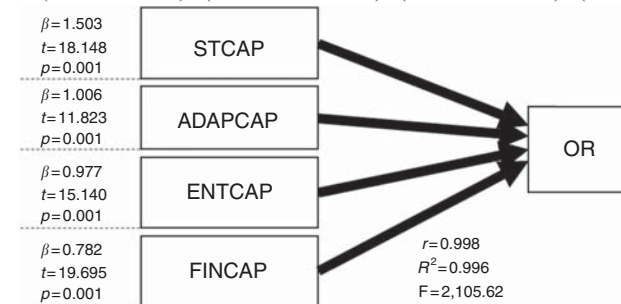 β=1.503
t=18.148
p=0.001
STCAP
β=1.006
t=11.823
p=0.001
ADAPCAP
β=0.977
t=15.140
p=0.001
ENTCAP
β=0.782
t=19.695
p=0.001
FINCAP
OR
r=0.998
R²=0.996
F=2,105.62